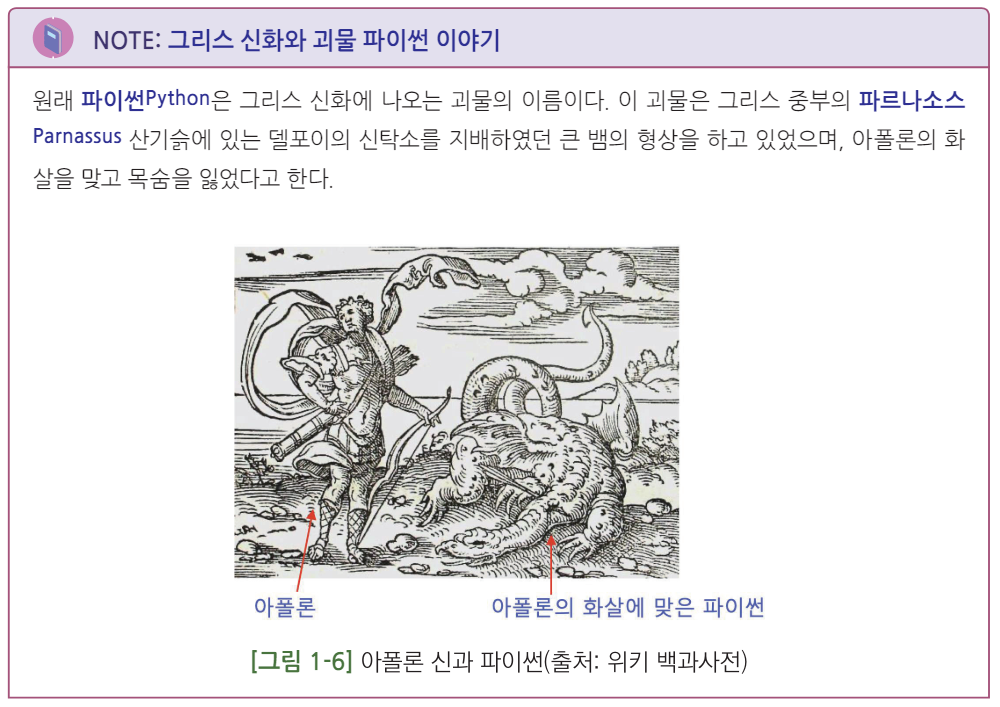 NOTE: 그리스 신화와 괴물 파이썬 이야기
원래 파이썬Python은 그리스 신화에 나오는 괴물의 이름이다. 이 괴물은 그리스 중부의 파르나소스
Parnassus 산기슭에 있는 델포이의 신탁소를 지배하였던 큰 뱀의 형상을 하고 있었으며, 아폴론의 화
살을 맞고 목숨을 잃었다고 한다.
아폴론
아폴론의 화살에 맞은 파이썬
[그림 1-6] 아폴론 신과 파이썬(출처: 위키 백과사전)